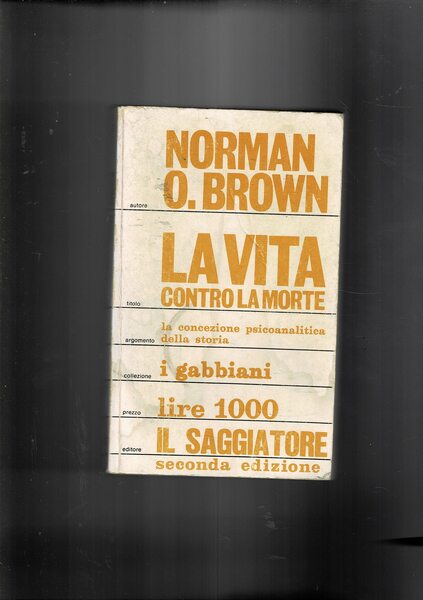 NORMAN
autore O. BROWN
LA VITA
titolo CONTRO LA MORTE
la concezione psicoanalitica
argomento della storia
collezione i gabbiani
prezzo lire 1000
editore IL SAGGIATORE
seconda edizione